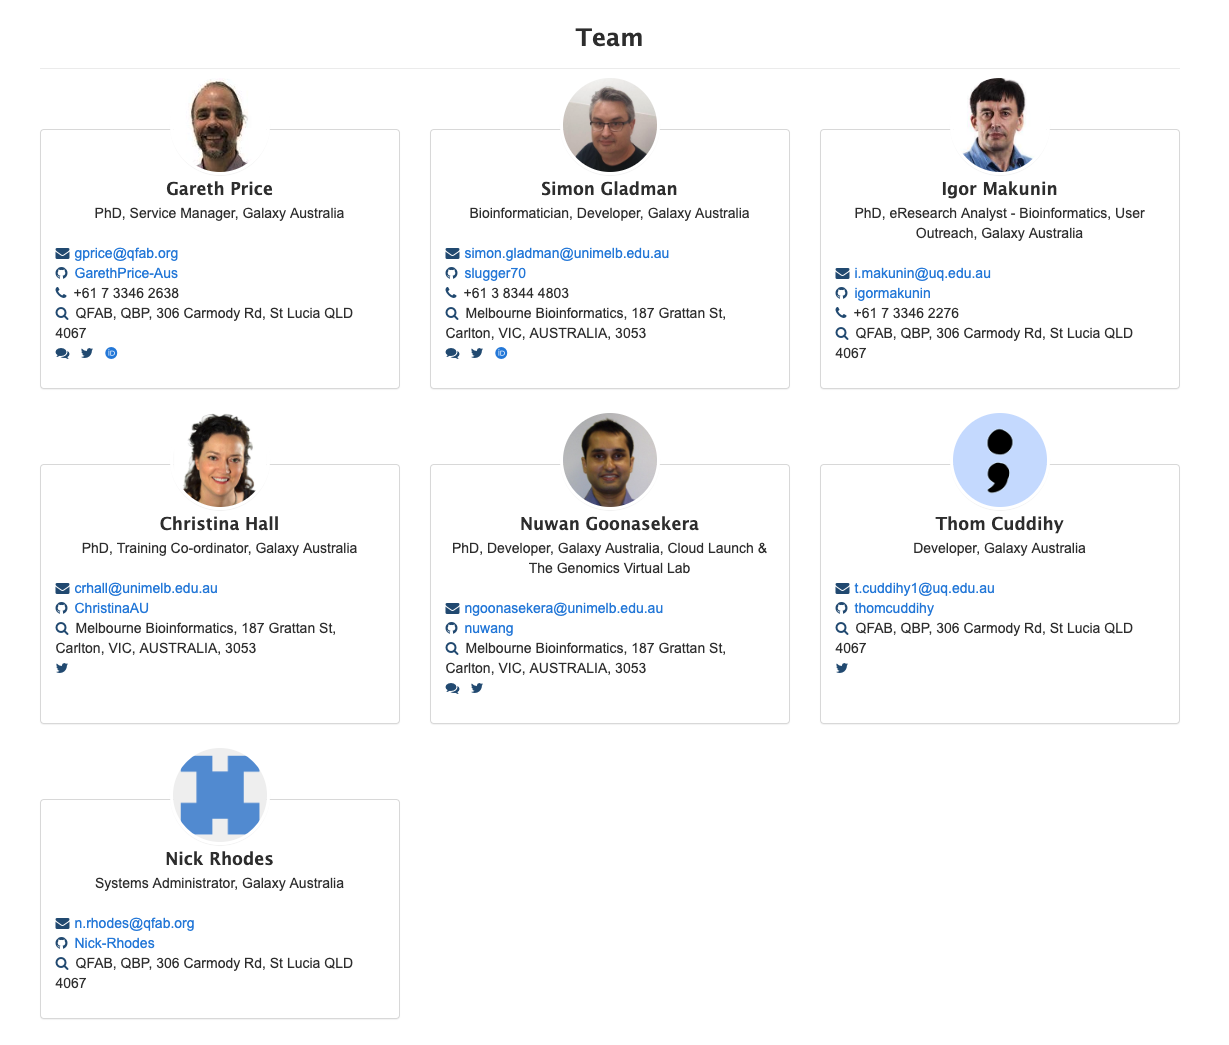 Team
Gareth Price
PhD, Service Manager, Galaxy Australia
gprice@qfab.org
GarethPrice-Aus
+61 7 3346 2638
QFAB, QBP, 306 Carmody Rd, St Lucia QLD
4067
iD
Simon Gladman
Bioinformatician, Developer, Galaxy Australia
simon.gladman@unimelb.edu.au
slugger70
+61 3 8344 4803
Melbourne Bioinformatics, 187 Grattan St,
Carlton, VIC, AUSTRALIA, 3053
iD
Igor Makunin
PhD, eResearch Analyst - Bioinformatics, User
Outreach, Galaxy Australia
i.makunin@uq.edu.au
igormakunin
+61 7 3346 2276
QFAB, QBP, 306 Carmody Rd, St Lucia QLD
4067
Christina Hall
PhD, Training Co-ordinator, Galaxy Australia
crhall@unimelb.edu.au
ChristinaAU
Melbourne Bioinformatics, 187 Grattan St,
Carlton, VIC, AUSTRALIA, 3053
Nuwan Goonasekera
PhD, Developer, Galaxy Australia, Cloud Launch &
The Genomics Virtual Lab
ngoonasekera@unimelb.edu.au
nuwang
Melbourne Bioinformatics, 187 Grattan St,
Carlton, VIC, AUSTRALIA, 3053
;
Thom Cuddihy
Developer, Galaxy Australia
t.cuddihy1@uq.edu.au
thomcuddihy
QFAB, QBP, 306 Carmody Rd, St Lucia QLD
4067
Nick Rhodes
Systems Administrator, Galaxy Australia
n.rhodes@qfab.org
Nick-Rhodes
QFAB, QBP, 306 Carmody Rd, St Lucia QLD
4067